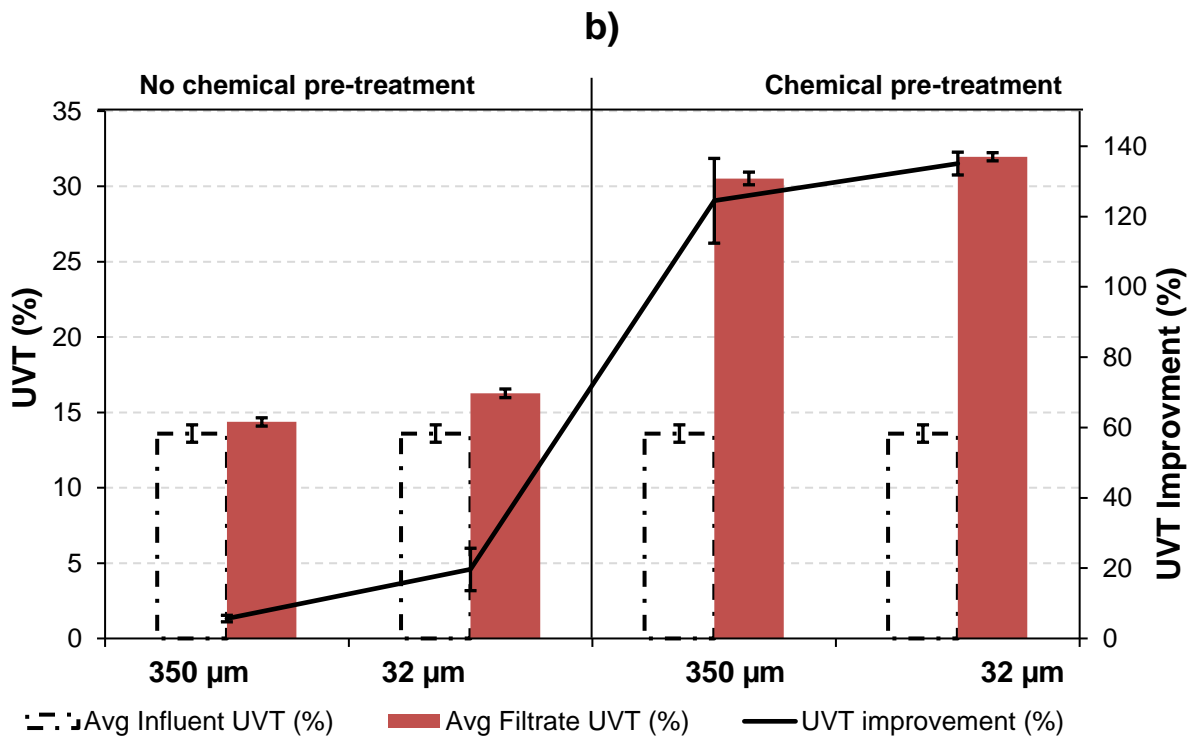 b)
No chemical pre-treatment
Chemical pre-treatment
35
30
25
20
15
10
5
0
UVT (%)
140
120
100
80
60
40
20
0
UVT Improvment (%)
350 µm
32 µm
350 µm
32 µm
Avg Influent UVT (%)
Avg Filtrate UVT (%)
UVT improvement (%)